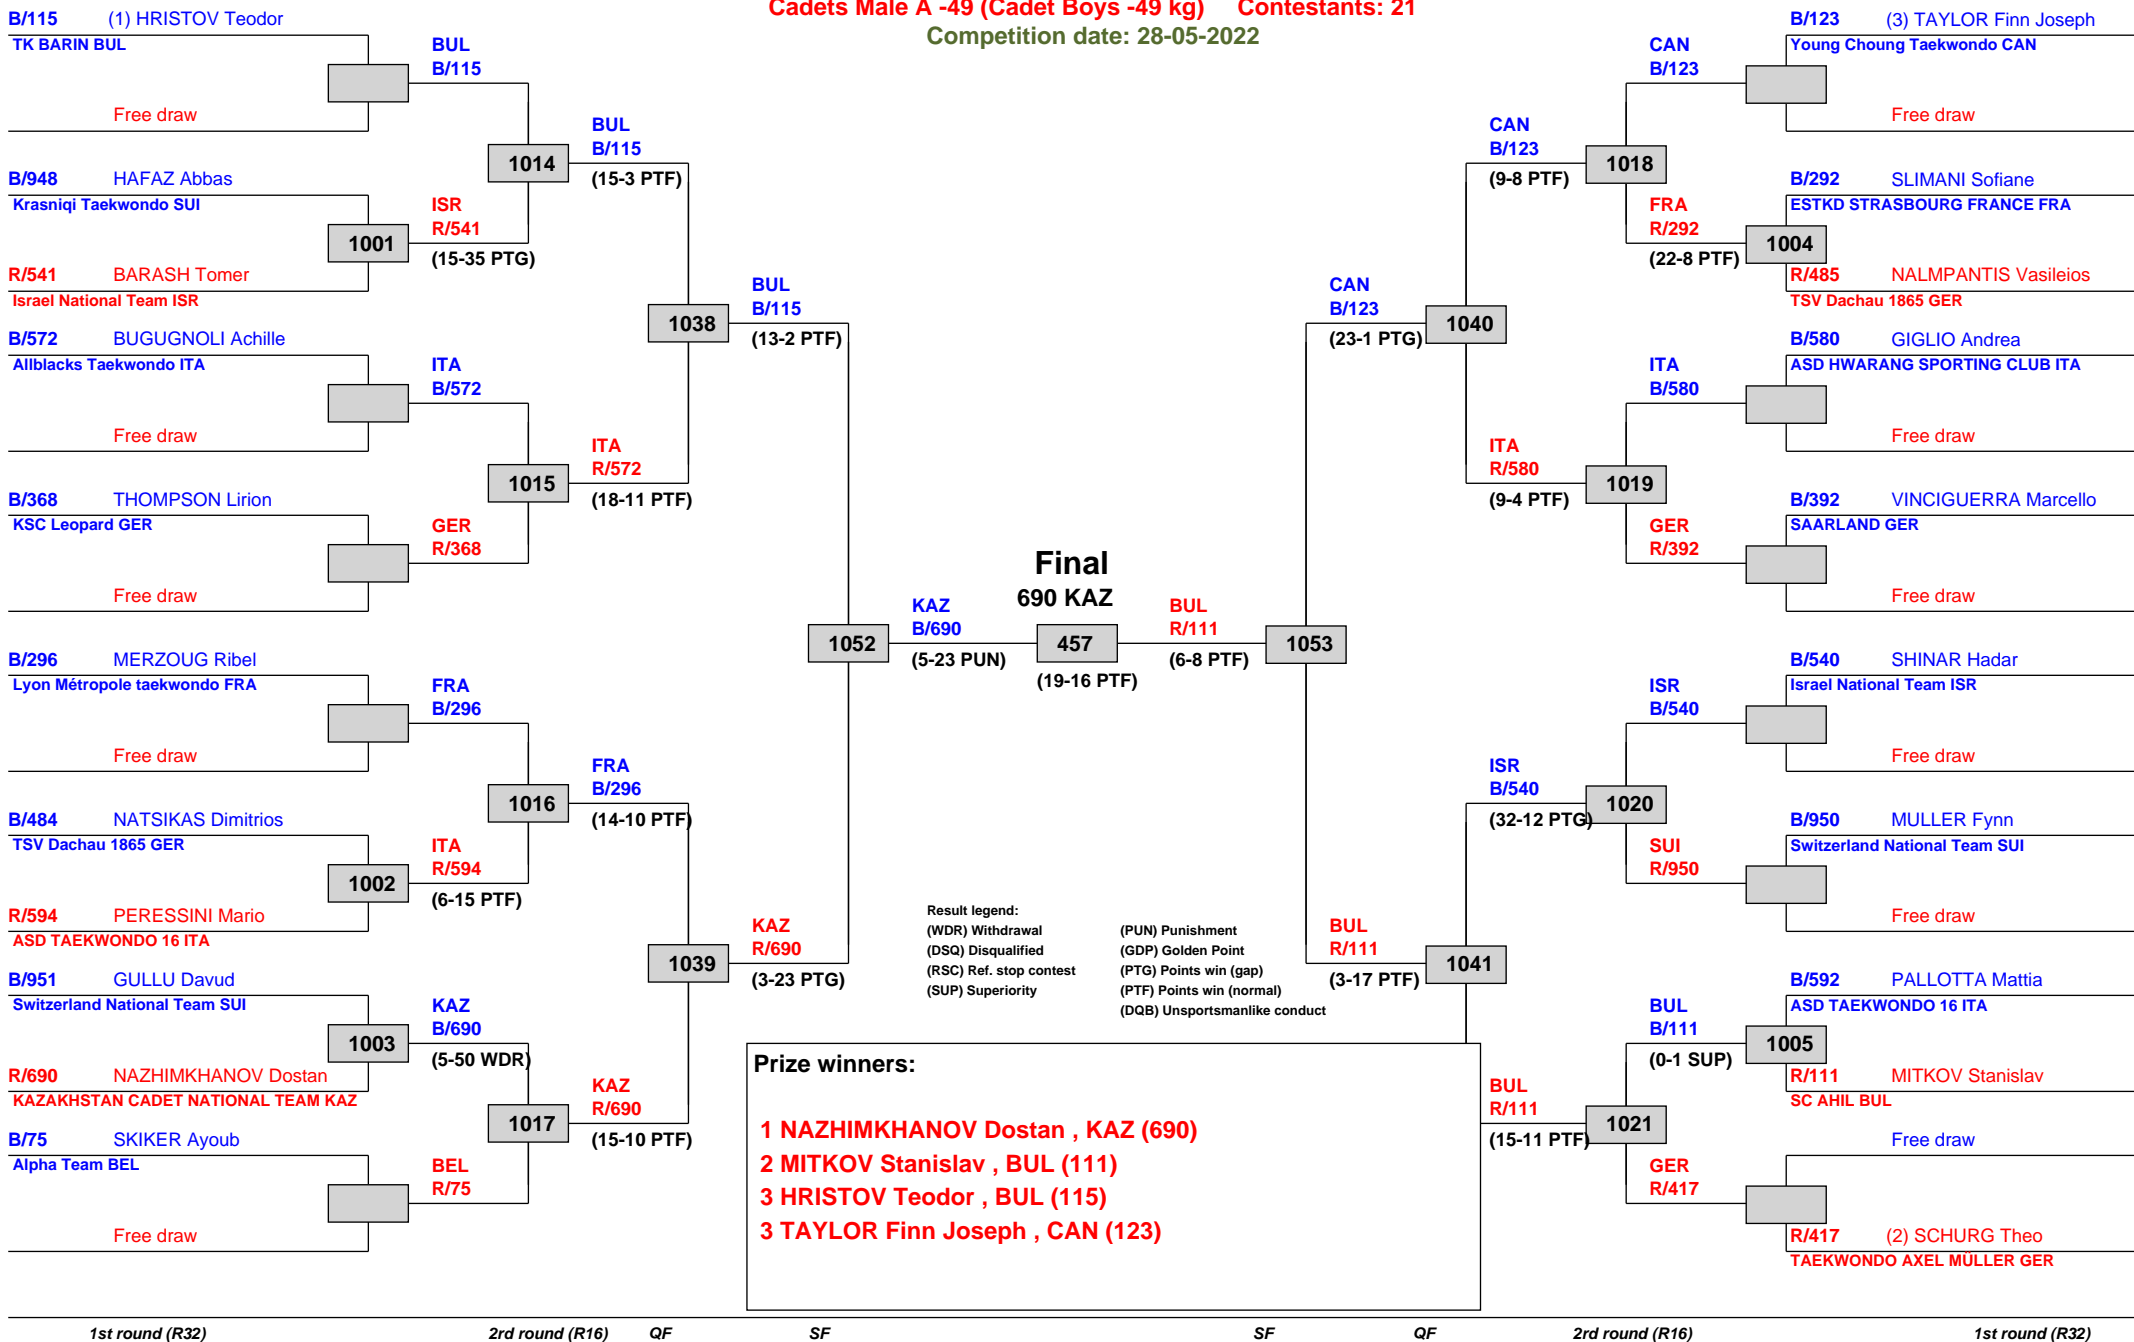 Cadets Male A -49 (Cadet Boys -49 kg) Contestants: 21
Competition date: 28-05-2022
B/115 (1) HRISTOV Teodor
TK BARIN BUL
Free draw
B/948 HAFAZ Abbas
Krasniqi Taekwondo SUI
1001
R/541 BARASH Tomer
Israel National Team ISR
B/572 BUGUGNOLI Achille
Allblacks Taekwondo ITA
Free draw
B/368 THOMPSON Lirion
KSC Leopard GER
Free draw
B/296 MERZOUG Ribel
Lyon Métropole taekwondo FRA
Free draw
B/484 NATSIKAS Dimitrios
TSV Dachau 1865 GER
1002
R/594 PERESSINI Mario
ASD TAEKWONDO 16 ITA
B/951 GULLU Davud
Switzerland National Team SUI
1003
R/690 NAZHIMKHANOV Dostan
KAZAKHSTAN CADET NATIONAL TEAM KAZ
B/75 SKIKER Ayoub
Alpha Team BEL
Free draw
BUL
B/115
1014
ISR
R/541
(15-35 PTG)
ITA
B/572
1015
GER
R/368
FRA
B/296
1016
ITA
R/594
(6-15 PTF)
KAZ
B/690
(5-50 WDR)
1017
BEL
R/75
BUL
B/115
(15-3 PTF)
1038
ITA
R/572
(18-11 PTF)
FRA
B/296
(14-10 PTF)
1039
KAZ
R/690
(15-10 PTF)
BUL
B/115
(13-2 PTF)
1052
KAZ
R/690
(3-23 PTG)
KAZ
B/690
(5-23 PUN)
Final
690 KAZ
457
(19-16 PTF)
BUL
R/111
(6-8 PTF)
1053
CAN
B/123
(23-1 PTG)
1040
BUL
R/111
(3-17 PTF)
1041
CAN
B/123
(9-8 PTF)
1018
ITA
R/580
(9-4 PTF)
1019
ISR
B/540
(32-12 PTG)
1020
BUL
R/111
(15-11 PTF)
1021
CAN
B/123
FRA
R/292
(22-8 PTF)
1004
ITA
B/580
GER
R/392
ISR
B/540
SUI
R/950
BUL
B/111
(0-1 SUP)
1005
GER
R/417
B/123 (3) TAYLOR Finn Joseph
Young Choung Taekwondo CAN
Free draw
B/292 SLIMANI Sofiane
ESTKD STRASBOURG FRANCE FRA
R/485 NALMPANTIS Vasileios
TSV Dachau 1865 GER
B/580 GIGLIO Andrea
ASD HWARANG SPORTING CLUB ITA
Free draw
B/392 VINCIGUERRA Marcello
SAARLAND GER
Free draw
B/540 SHINAR Hadar
Israel National Team ISR
Free draw
B/950 MULLER Fynn
Switzerland National Team SUI
Free draw
B/592 PALLOTTA Mattia
ASD TAEKWONDO 16 ITA
R/111 MITKOV Stanislav
SC AHIL BUL
Free draw
R/417 (2) SCHURG Theo
TAEKWONDO AXEL MÜLLER GER
Result legend:
(WDR) Withdrawal (PUN) Punishment
(DSQ) Disqualified (GDP) Golden Point
(RSC) Ref. stop contest (PTG) Points win (gap)
(SUP) Superiority (PTF) Points win (normal)
(DQB) Unsportsmanlike conduct
Prize winners:
1 NAZHIMKHANOV Dostan , KAZ (690)
2 MITKOV Stanislav , BUL (111)
3 HRISTOV Teodor , BUL (115)
3 TAYLOR Finn Joseph , CAN (123)
1st round (R32) 2rd round (R16) QF SF SF QF 2rd round (R16) 1st round (R32)